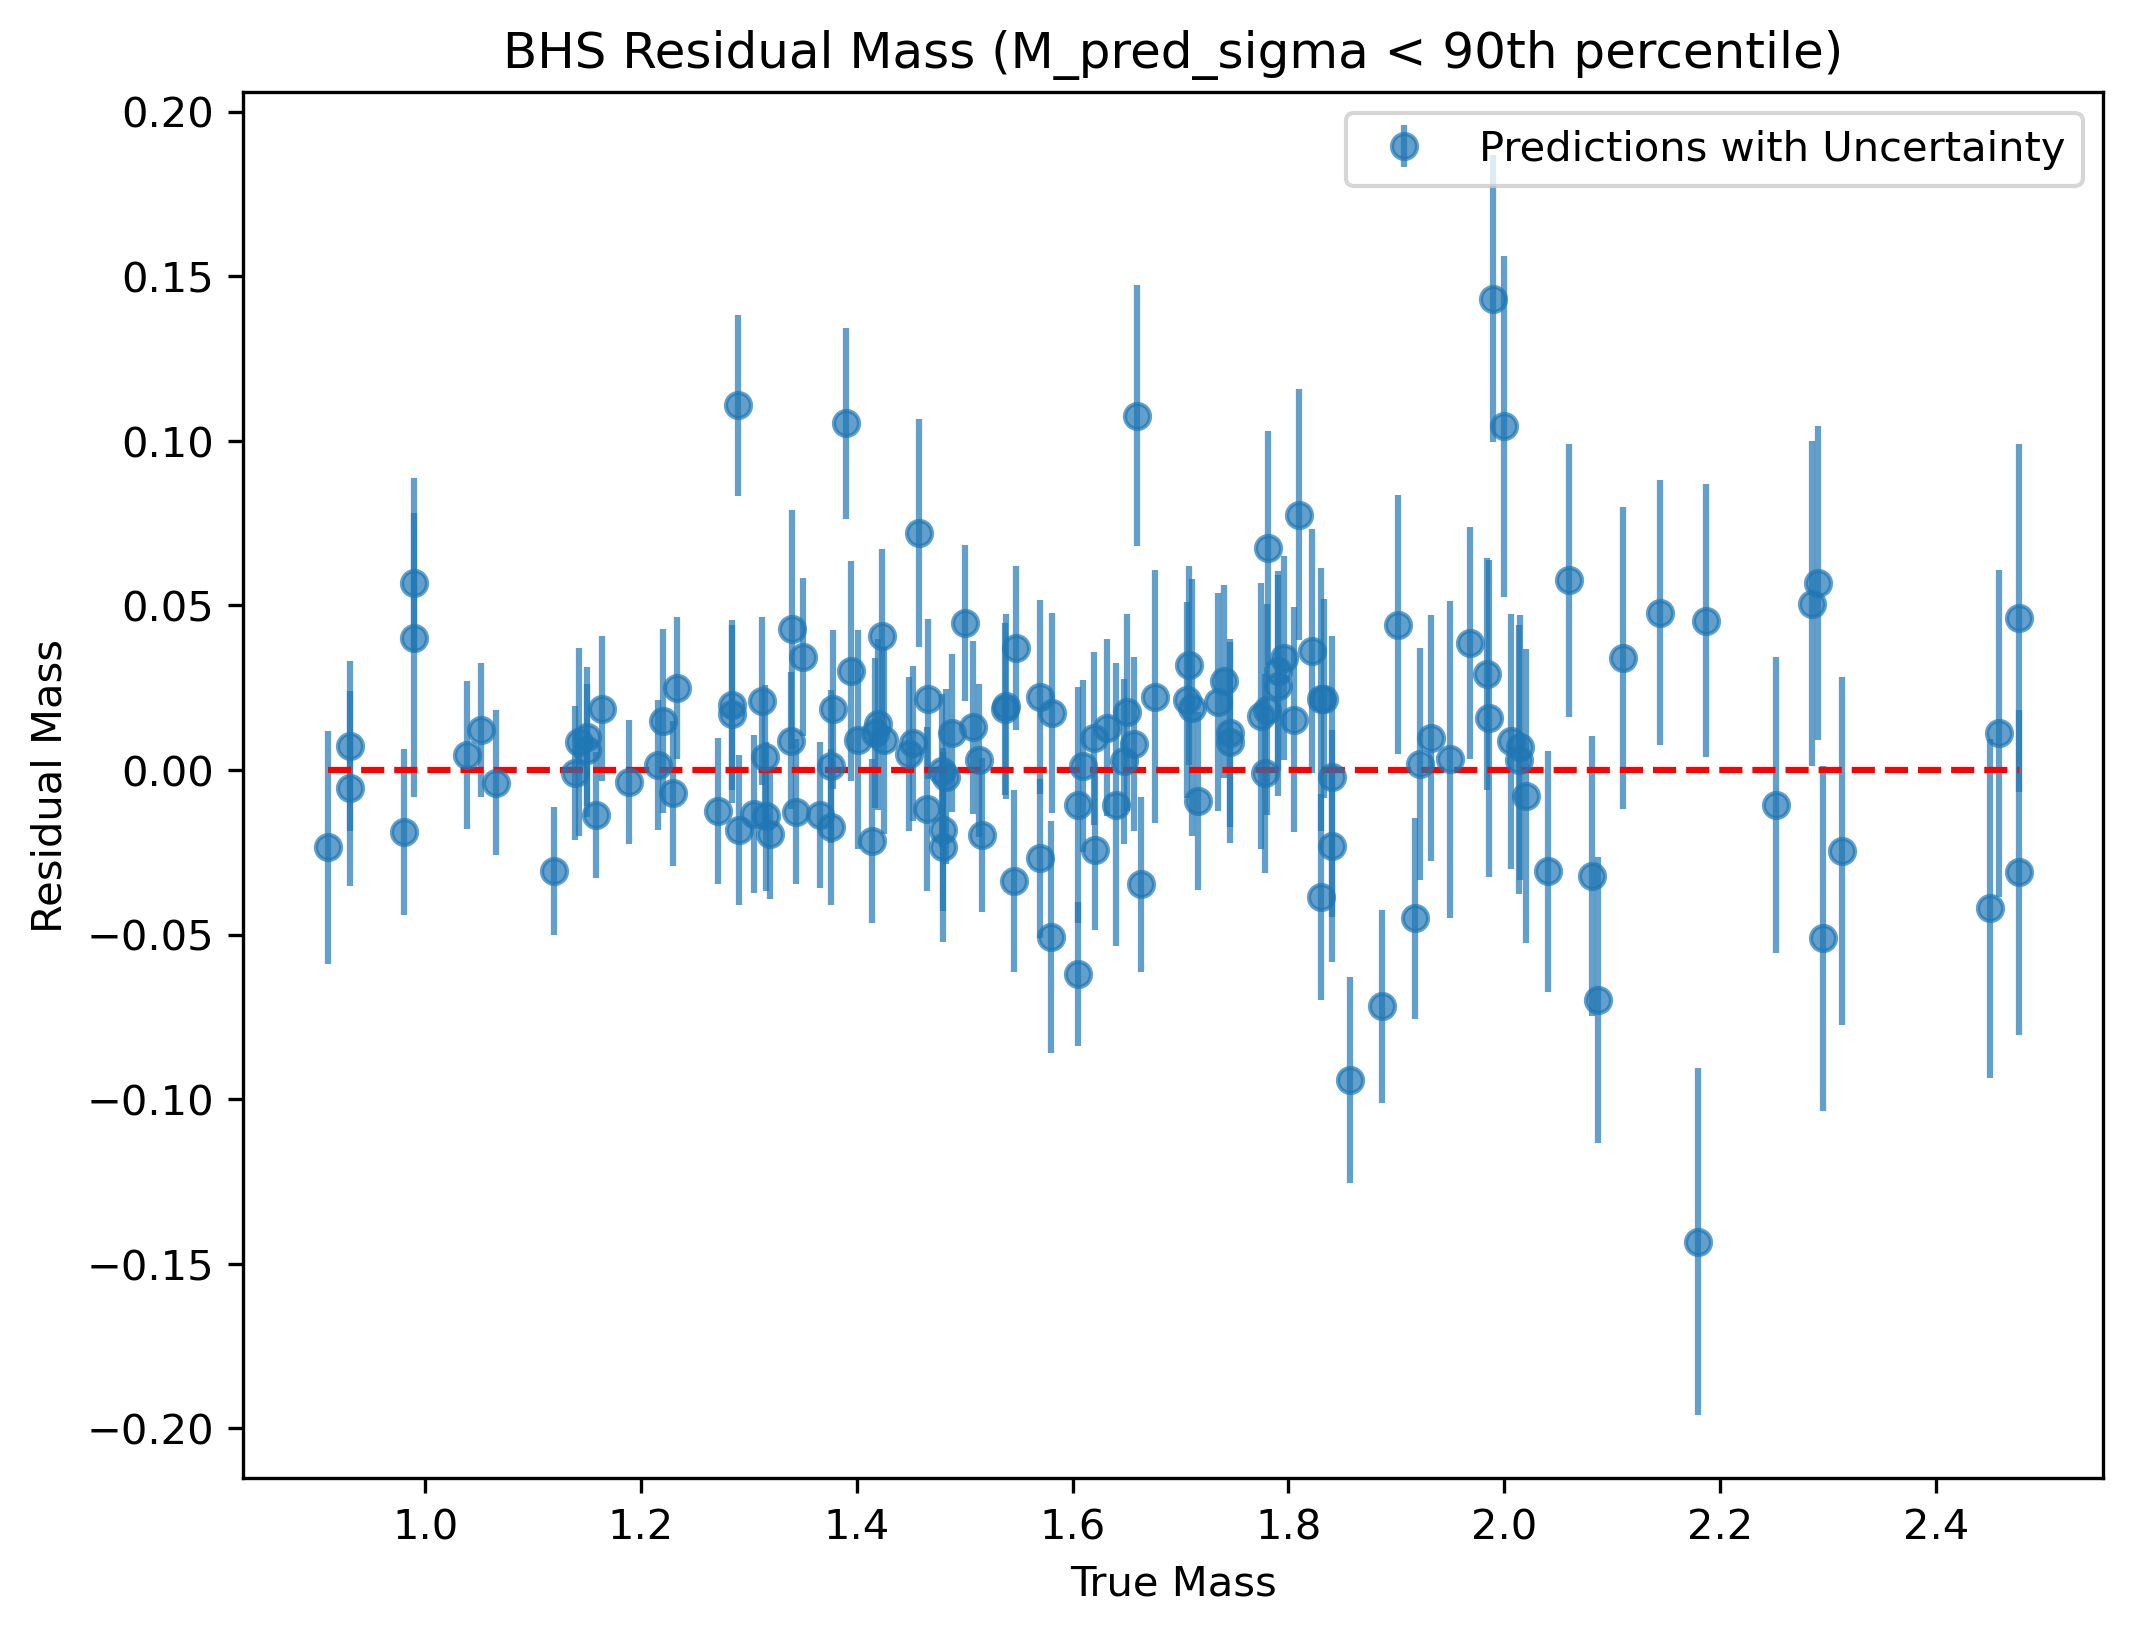 BHS Residual Mass (M_pred_sigma < 90th percentile)
Predictions with Uncertainty
0.20
0.15
0.10
0.05
0.00
−0.05
−0.10
−0.15
−0.20
Residual Mass
1.0 1.2 1.4 1.6 1.8 2.0 2.2 2.4
True Mass